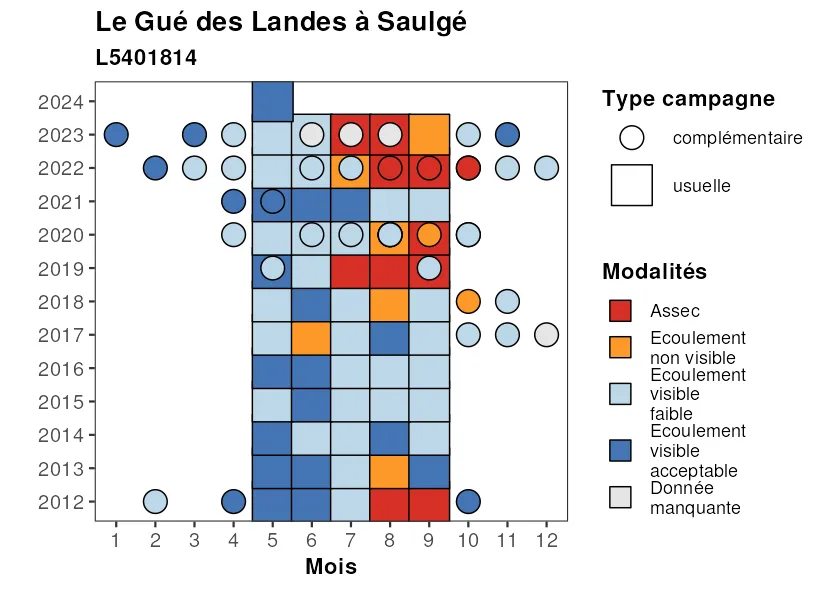 Le Gué des Landes à Saulgé
L5401814
2024
2023
2022
2021
2020
2019
2018
2017
2016
2015
2014
2013
2012
1 2 3 4 5 6 7 8 9 10 11 12
Mois
Type campagne
complémentaire
usuelle
Modalités
Assec
Ecoulement
non visible
Ecoulement
visible
faible
Ecoulement
visible
acceptable
Donnée
manquante